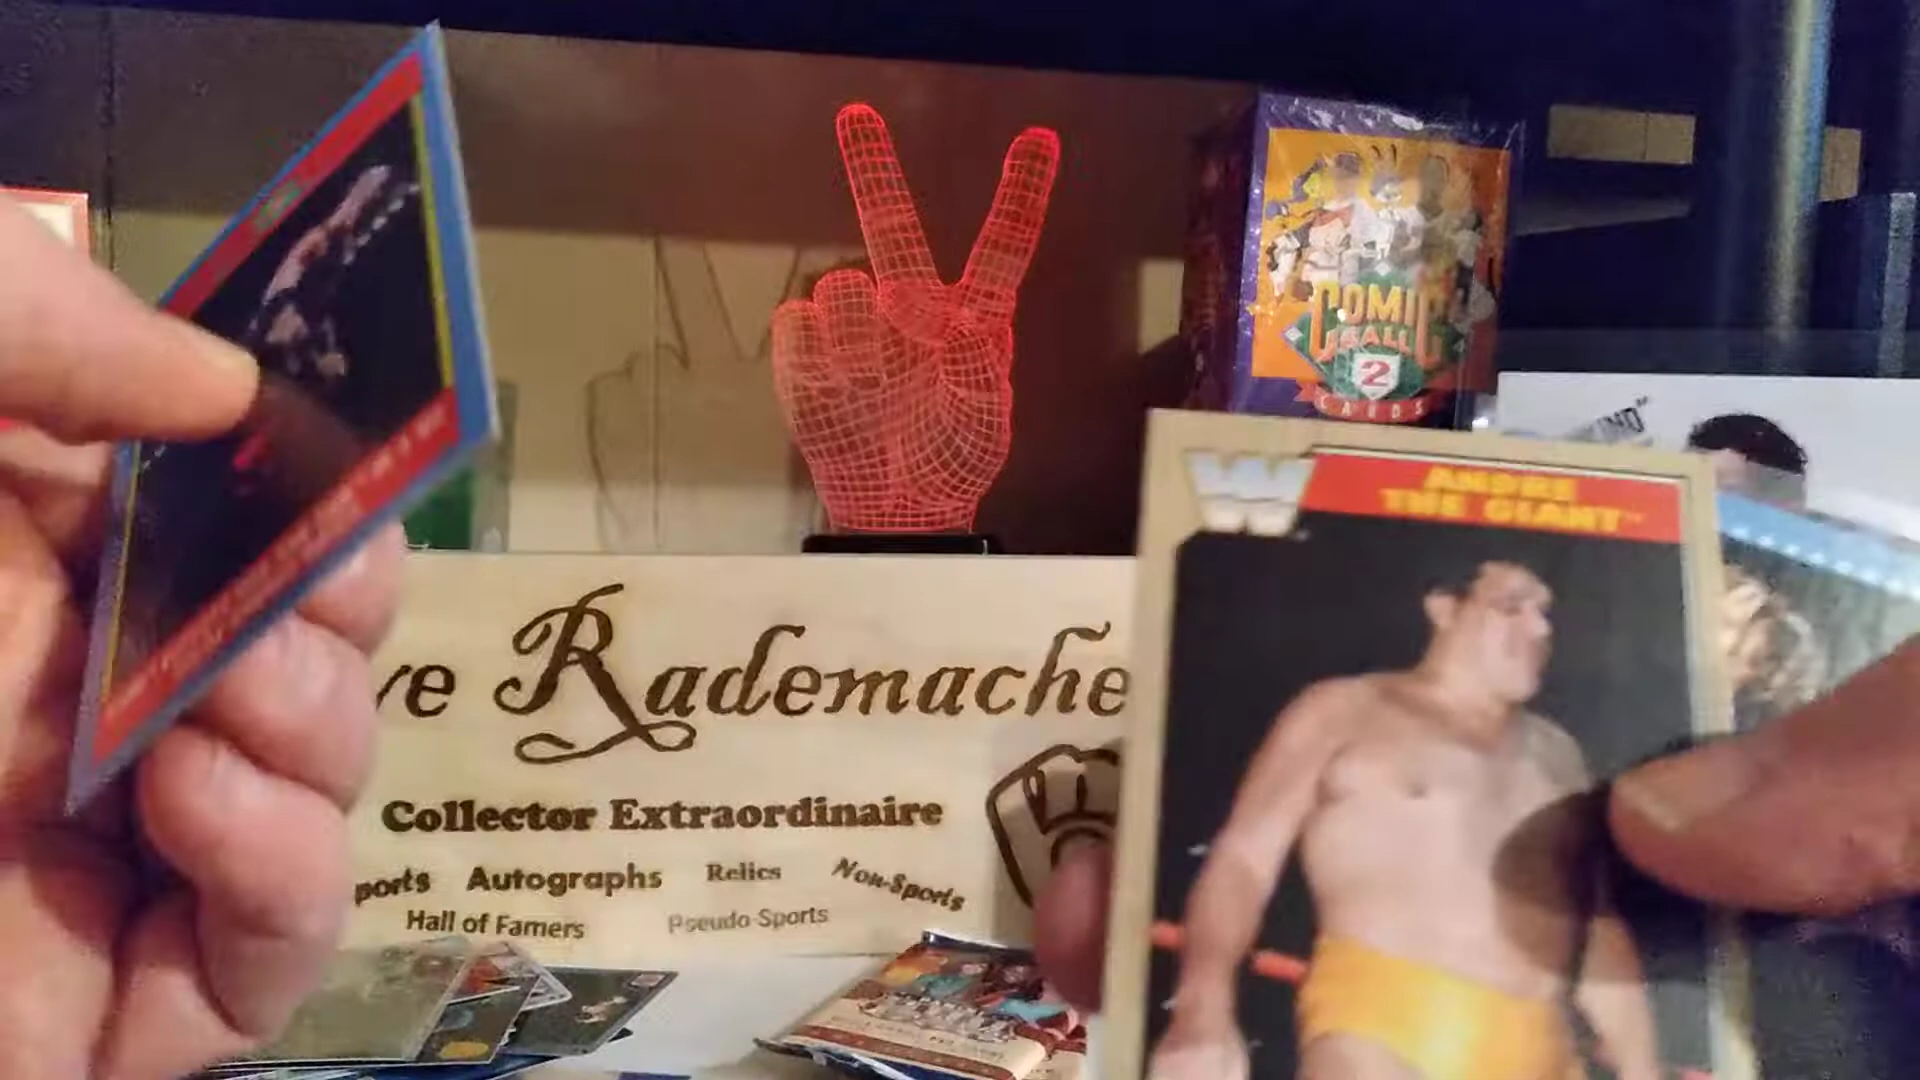 COMIC
BALL
2
CARDS
W
ANDRE
THE GIANT™
ve Rademache
Collector Extraordinaire
ports Autographs Relics Non-Sports
Hall of Famers Pseudo-Sports